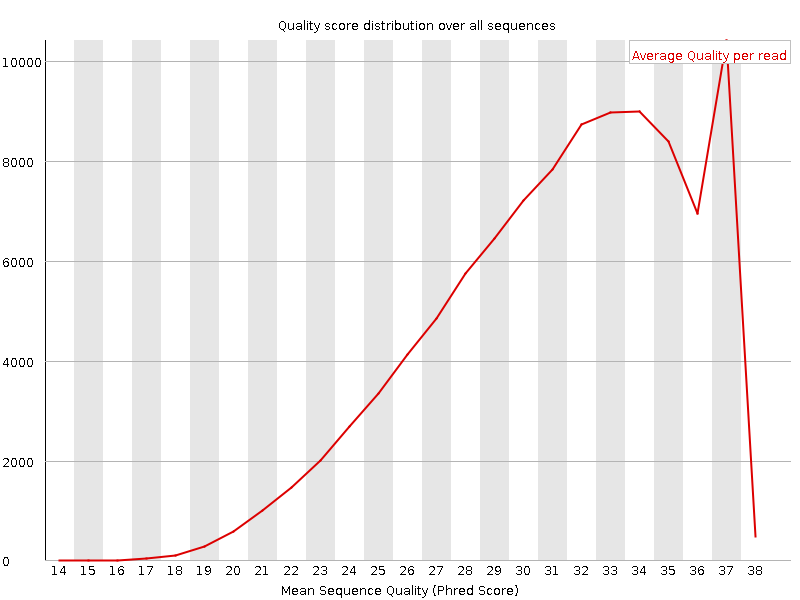 Quality score distribution over all sequences
Average Quality per read
10000
8000
6000
4000
2000
0
14 15 16 17 18 19 20 21 22 23 24 25 26 27 28 29 30 31 32 33 34 35 36 37 38
Mean Sequence Quality (Phred Score)